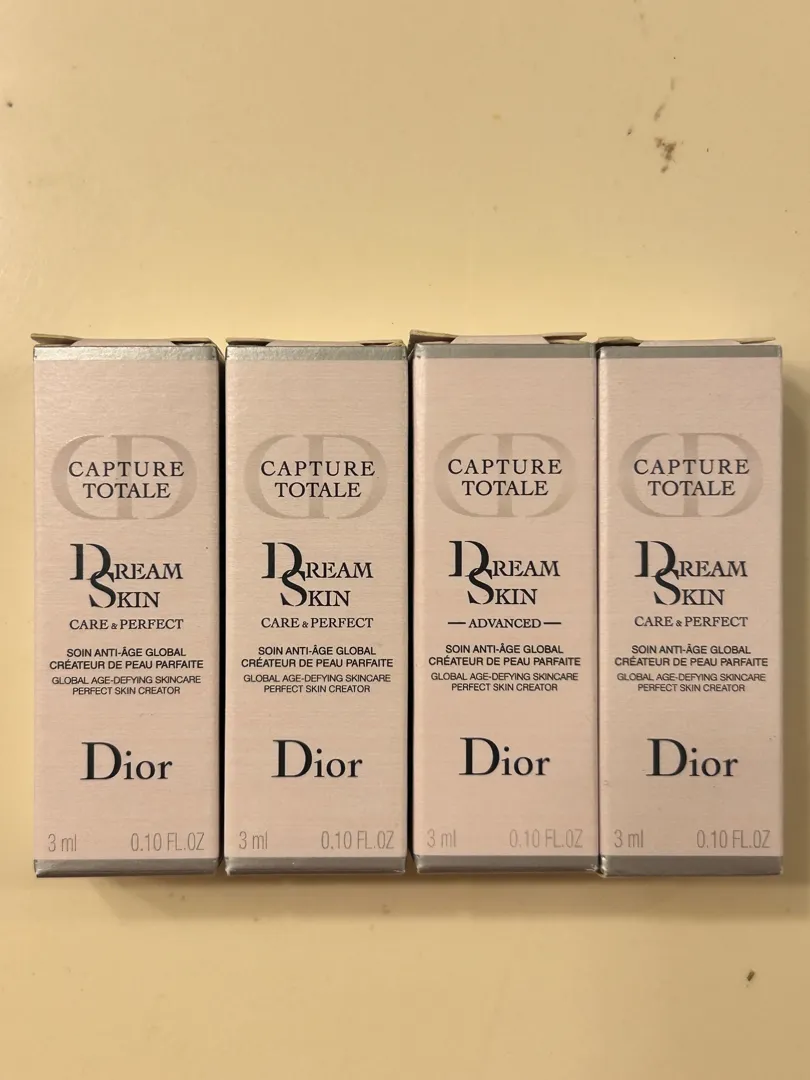 CAPTURE
TOTALE
DREAM
SKIN
CARE & PERFECT
SOIN ANTI-ÂGE GLOBAL
CRÉATEUR DE PEAU PARFAITE
GLOBAL AGE-DEFYING SKINCARE
PERFECT SKIN CREATOR
Dior
3 ml 0.10 FL.OZ
CAPTURE
TOTALE
DREAM
SKIN
CARE & PERFECT
SOIN ANTI-ÂGE GLOBAL
CRÉATEUR DE PEAU PARFAITE
GLOBAL AGE-DEFYING SKINCARE
PERFECT SKIN CREATOR
Dior
3 ml 0.10 FL.OZ
CAPTURE
TOTALE
DREAM
SKIN
— ADVANCED —
SOIN ANTI-ÂGE GLOBAL
CRÉATEUR DE PEAU PARFAITE
GLOBAL AGE-DEFYING SKINCARE
PERFECT SKIN CREATOR
Dior
3 ml 0.10 FL.OZ
CAPTURE
TOTALE
DREAM
SKIN
CARE & PERFECT
SOIN ANTI-ÂGE GLOBAL
CRÉATEUR DE PEAU PARFAITE
GLOBAL AGE-DEFYING SKINCARE
PERFECT SKIN CREATOR
Dior
3 ml 0.10 FL.OZ